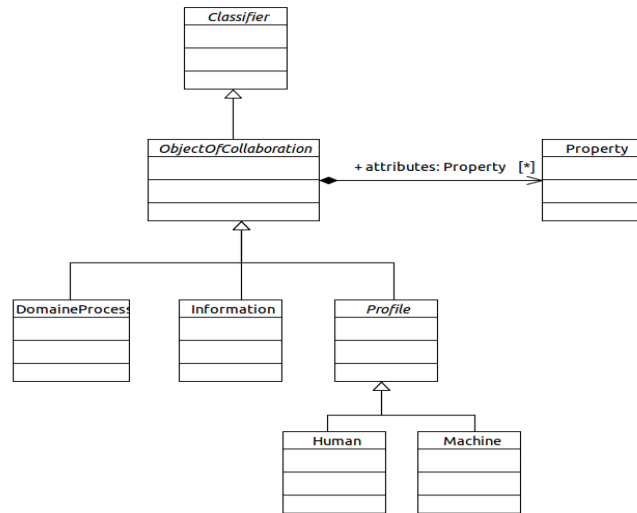 Classifier
ObjectOfCollaboration
+ attributes: Property [*]
Property
DomaineProcess
Information
Profile
Human
Machine